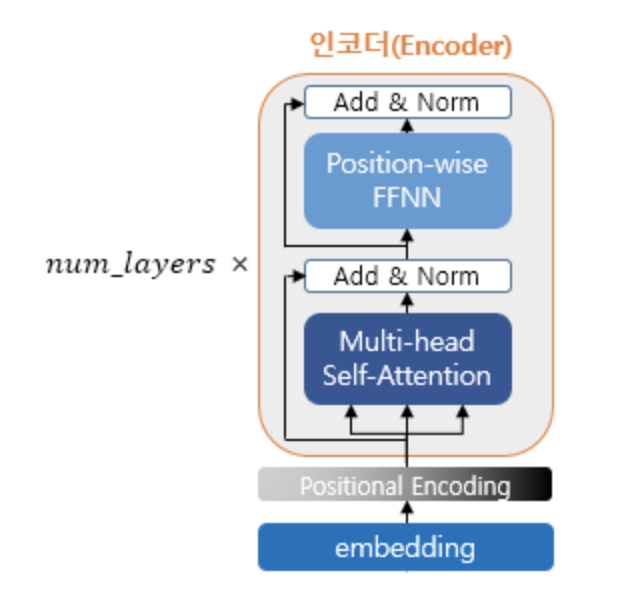 인코더(Encoder)
Add & Norm
Position-wise
FFNN
num_layers ×
Add & Norm
Multi-head
Self-Attention
Positional Encoding
embedding